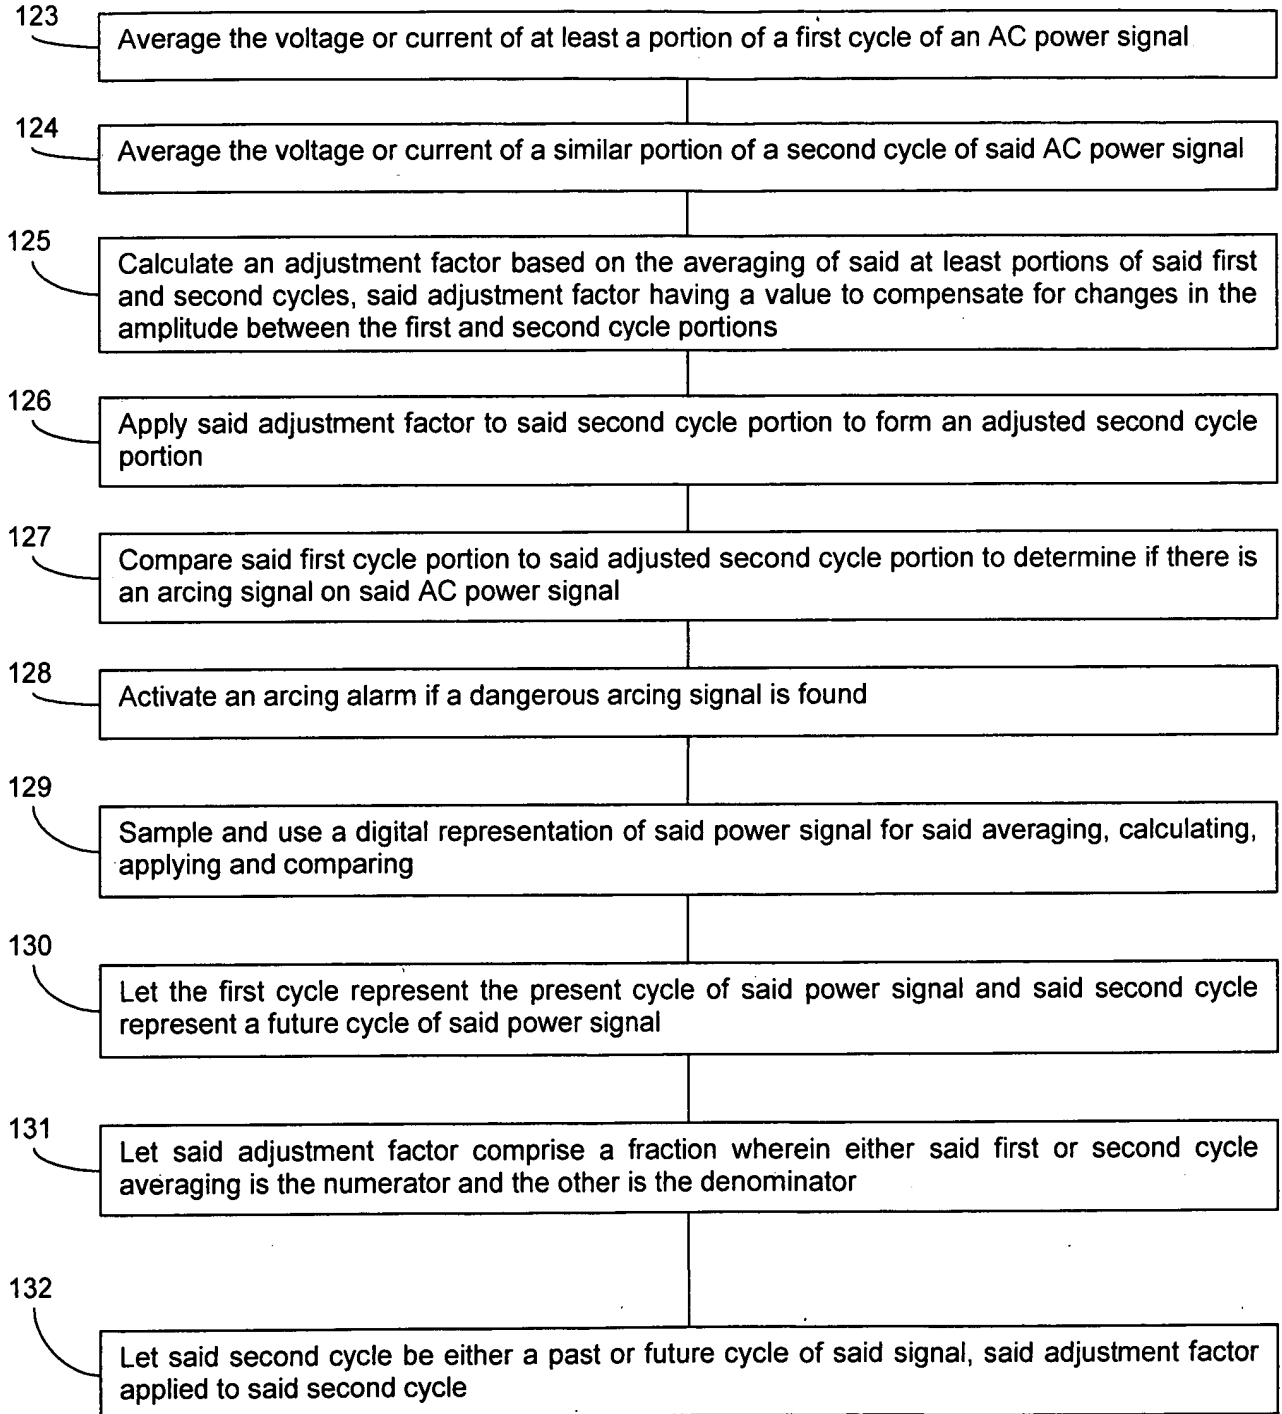 123
Average the voltage or current of at least a portion of a first cycle of an AC power signal
124
Average the voltage or current of a similar portion of a second cycle of said AC power signal
125
Calculate an adjustment factor based on the averaging of said at least portions of said first
and second cycles, said adjustment factor having a value to compensate for changes in the
amplitude between the first and second cycle portions
126
Apply said adjustment factor to said second cycle portion to form an adjusted second cycle
portion
127
Compare said first cycle portion to said adjusted second cycle portion to determine if there is
an arcing signal on said AC power signal
128
Activate an arcing alarm if a dangerous arcing signal is found
129
Sample and use a digital representation of said power signal for said averaging, calculating,
applying and comparing
130
Let the first cycle represent the present cycle of said power signal and said second cycle
represent a future cycle of said power signal
131
Let said adjustment factor comprise a fraction wherein either said first or second cycle
averaging is the numerator and the other is the denominator
132
Let said second cycle be either a past or future cycle of said signal, said adjustment factor
applied to said second cycle